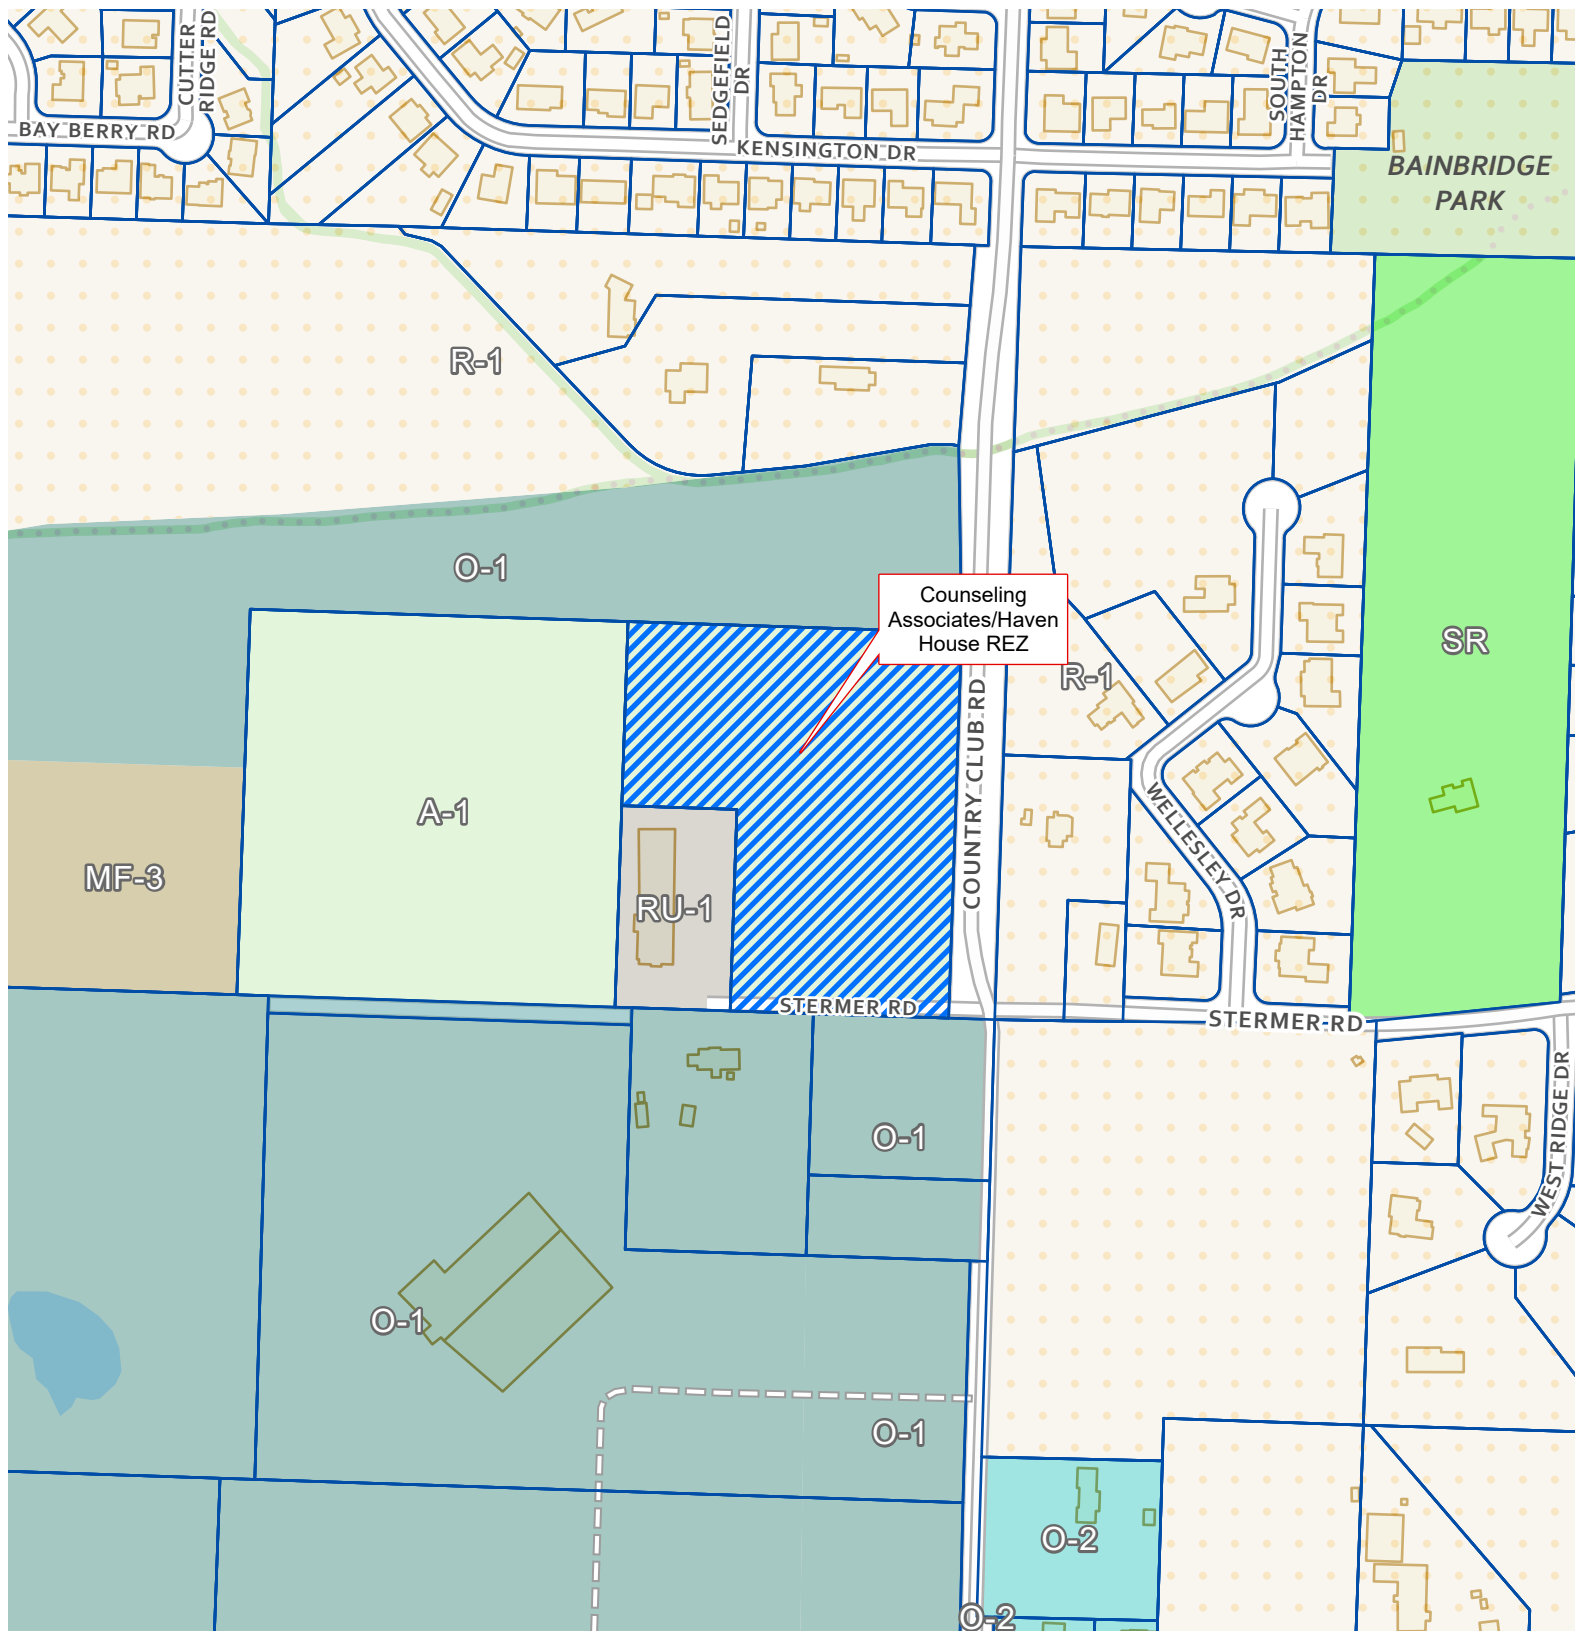 CUTTER
RIDGE RD
SEDGEFIELD
DR
SOUTH
HAMPTON
DR
BAY BERRY RD
KENSINGTON DR
BAINBRIDGE
PARK
R-1
O-1
Counseling
Associates/Haven
House REZ
SR
R-1
COUNTRY CLUB RD
A-1
WELLESLEY DR
MF-3
RU-1
STERMER RD
STERMER RD
WEST RIDGE DR
O-1
O-1
O-1
O-2
O-2